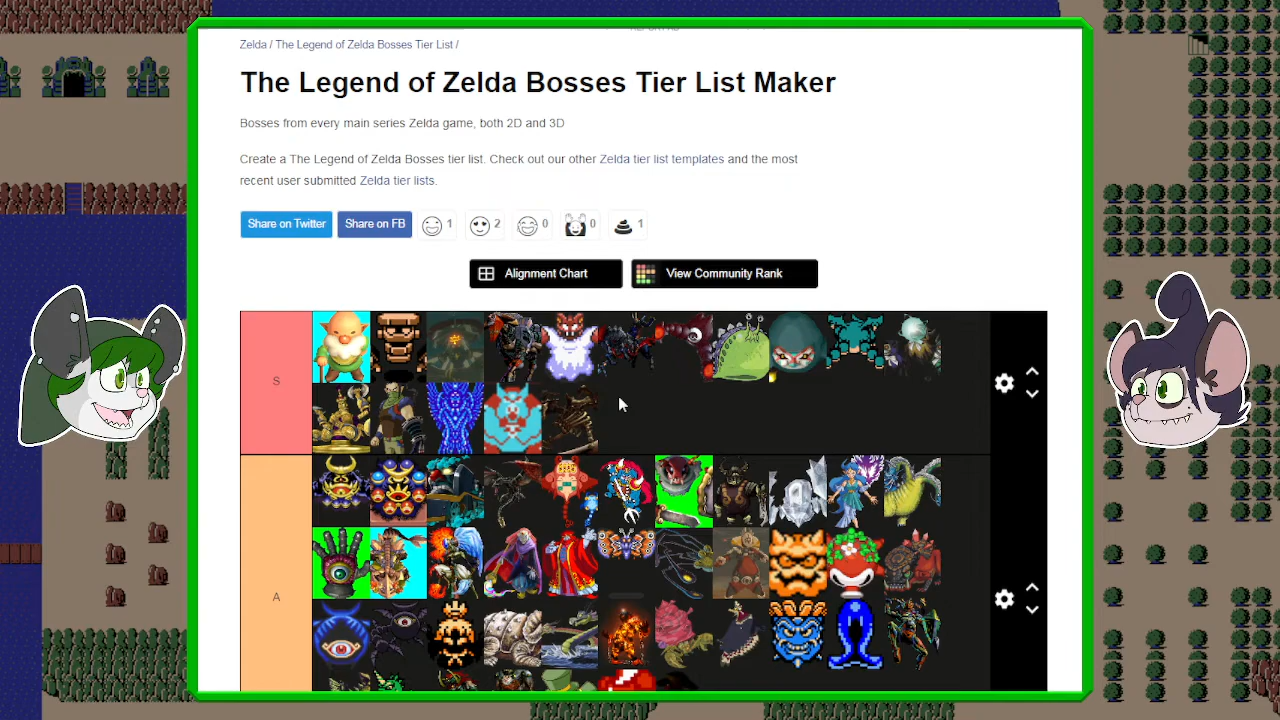 Zelda / The Legend of Zelda Bosses Tier List /
The Legend of Zelda Bosses Tier List Maker
Bosses from every main series Zelda game, both 2D and 3D
Create a The Legend of Zelda Bosses tier list. Check out our other Zelda tier list templates and the most
recent user submitted Zelda tier lists.
Share on Twitter Share on FB 1 2 0 0 1
Alignment Chart View Community Rank
S
A